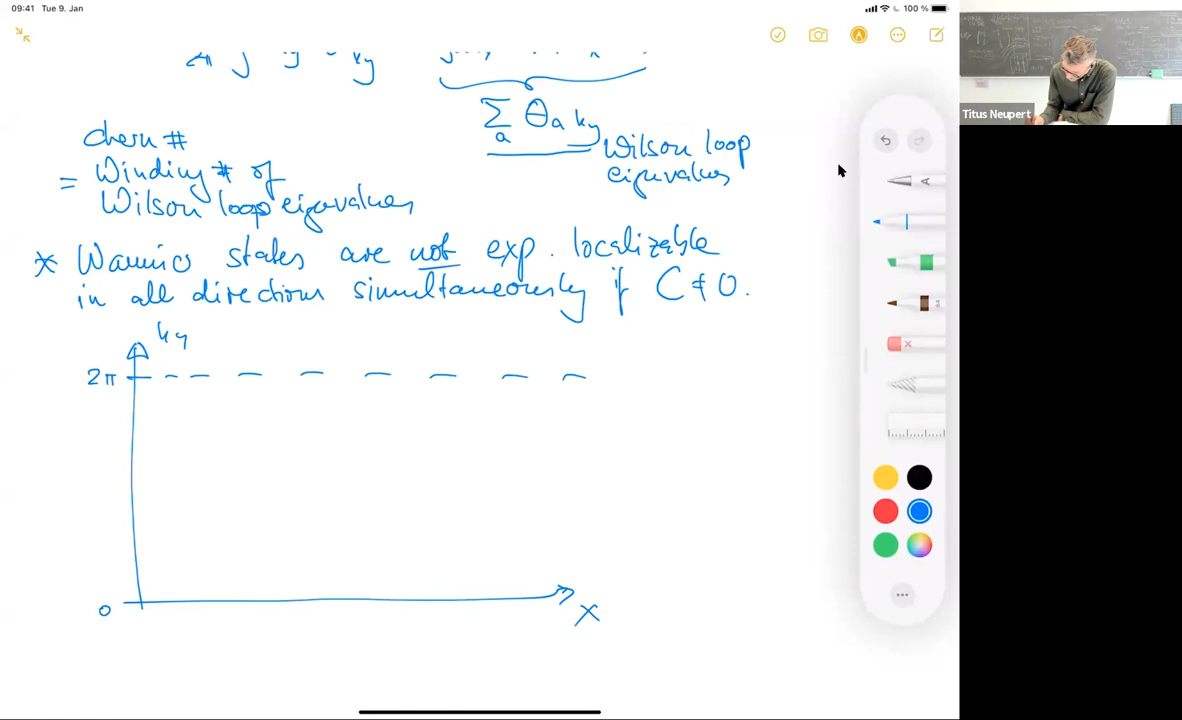 09:41 Tue 9. Jan
100 %
Titus Neupert
Σ θa ky
a
Wilson loop
eigenvalues
Chern #
= Winding # of
Wilson loop eigenvalues
* Wannier states are not exp. localizable
in all directions simultaneously if C ≠ 0.
ky
2π
0
x